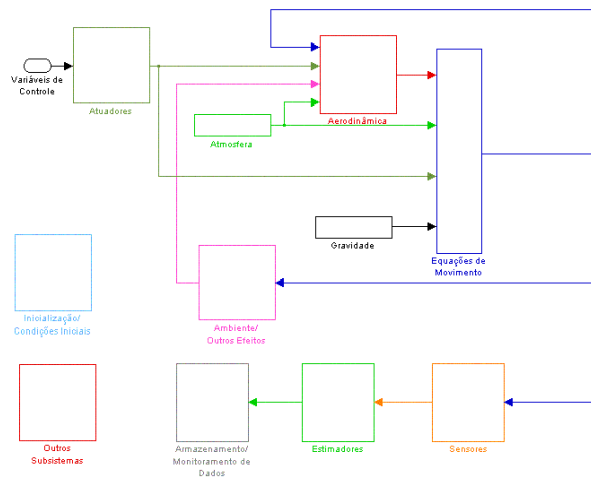 Variáveis de
Controle
Atuadores
Aerodinâmica
Atmosfera
Gravidade
Equações de
Movimento
Inicialização/
Condições Iniciais
Ambiente/
Outros Efeitos
Outros
Subsistemas
Armazenamento/
Monitoramento de
Dados
Estimadores
Sensores